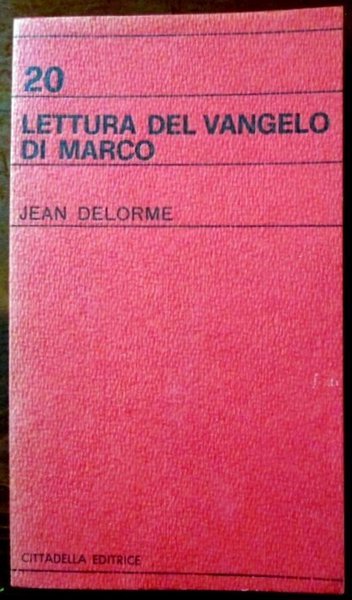 20
LETTURA DEL VANGELO
DI MARCO
JEAN DELORME
CITTADELLA EDITRICE